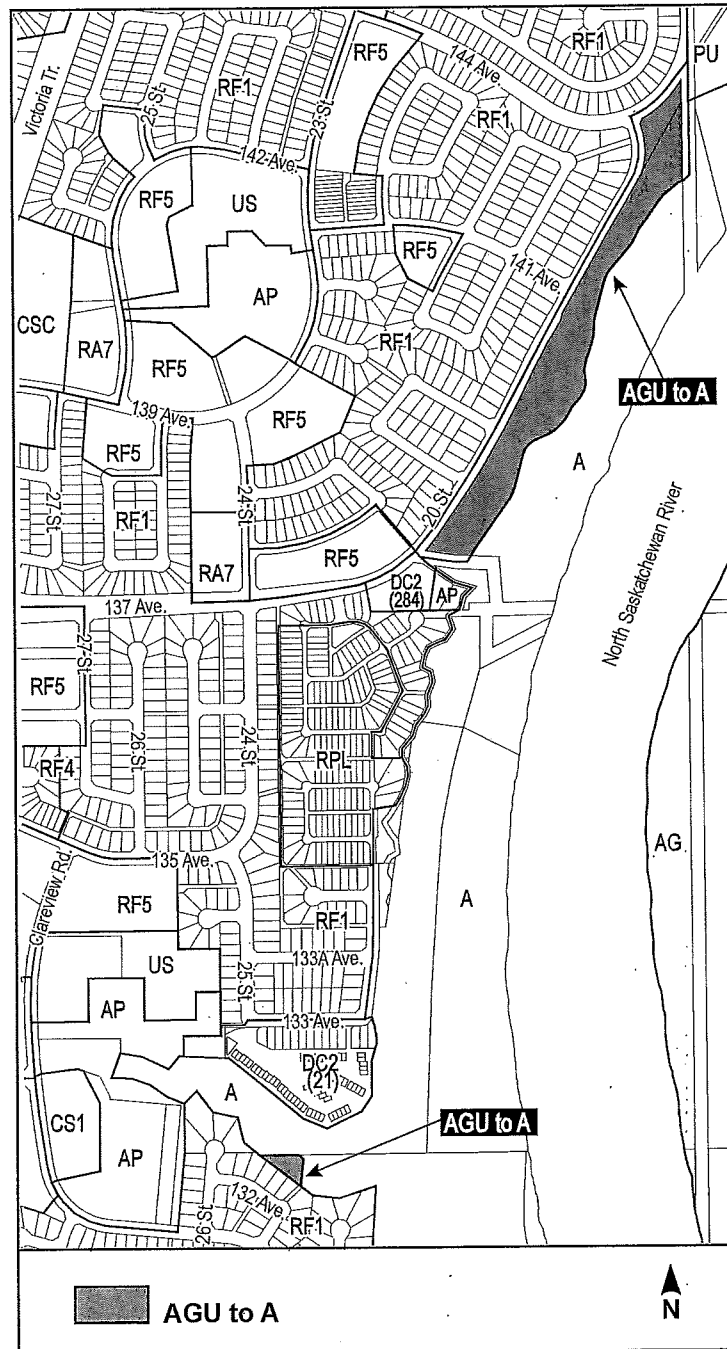 Victoria Tr.
25 St.
RF1
23 St.
RF5
144 Ave.
RF1
PU
RF1
142 Ave.
RF5
US
RF5
141 Ave.
AP
CSC
RA7
RF5
RF1
AGU to A
139 Ave.
RF5
RF5
A
27 St.
RF1
24 St.
20 St.
North Saskatchewan River
RA7
RF5
DC2
(284)
AP
137 Ave.
27 St.
RF5
26 St.
24 St.
RPL
RF4
AG
135 Ave.
Clareview Rd.
RF5
RF1
A
US
25 St
133A Ave.
AP
133 Ave.
DC2
(21)
A
CS1
AP
AGU to A
132 Ave.
26 St
RF1
AGU to A
N